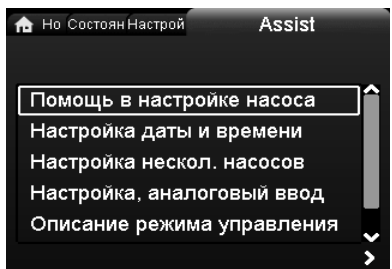 Но Состоян Настрой Assist
Помощь в настройке насоса
Настройка даты и времени
Настройка нескол. насосов
Настройка, аналоговый ввод
Описание режима управления